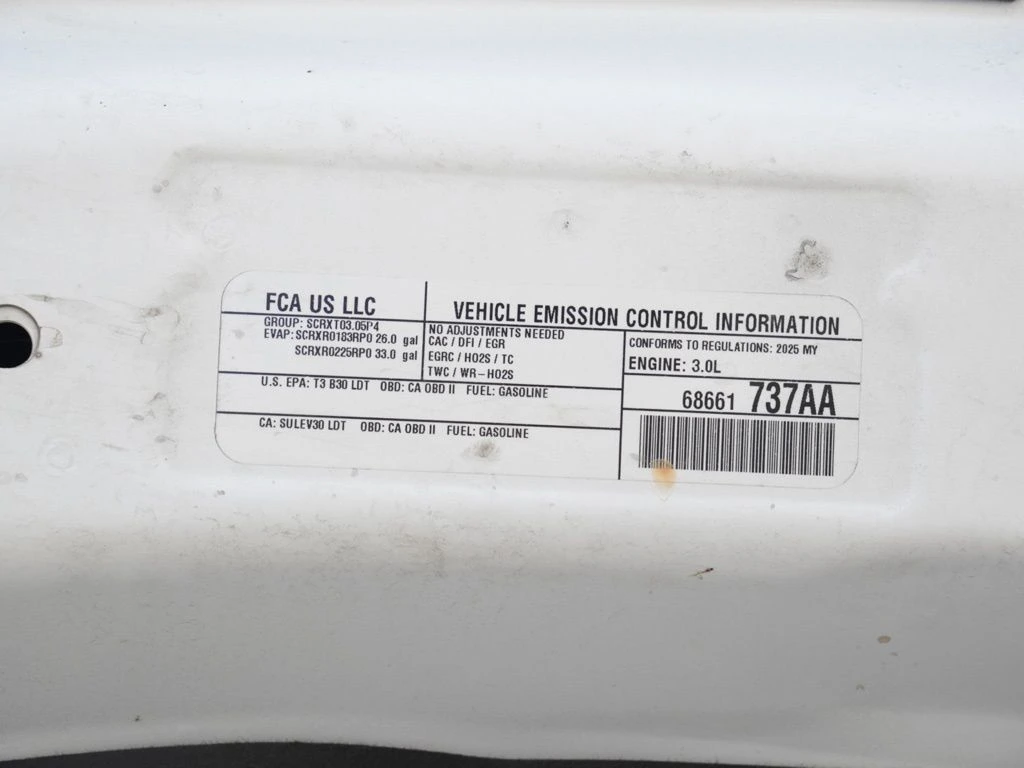 FCA US LLC
VEHICLE EMISSION CONTROL INFORMATION
GROUP: SCRXT03.05P4
EVAP: SCRXR0183RP0 26.0 gal
SCRXR0225RP0 33.0 gal
NO ADJUSTMENTS NEEDED
CAC / DFI / EGR
EGRC / HO2S / TC
TWC / WR-HO2S
CONFORMS TO REGULATIONS: 2025 MY
ENGINE: 3.0L
U.S. EPA: T3 B30 LDT OBD: CA OBD II FUEL: GASOLINE
68661 737AA
CA: SULEV30 LDT OBD: CA OBD II FUEL: GASOLINE